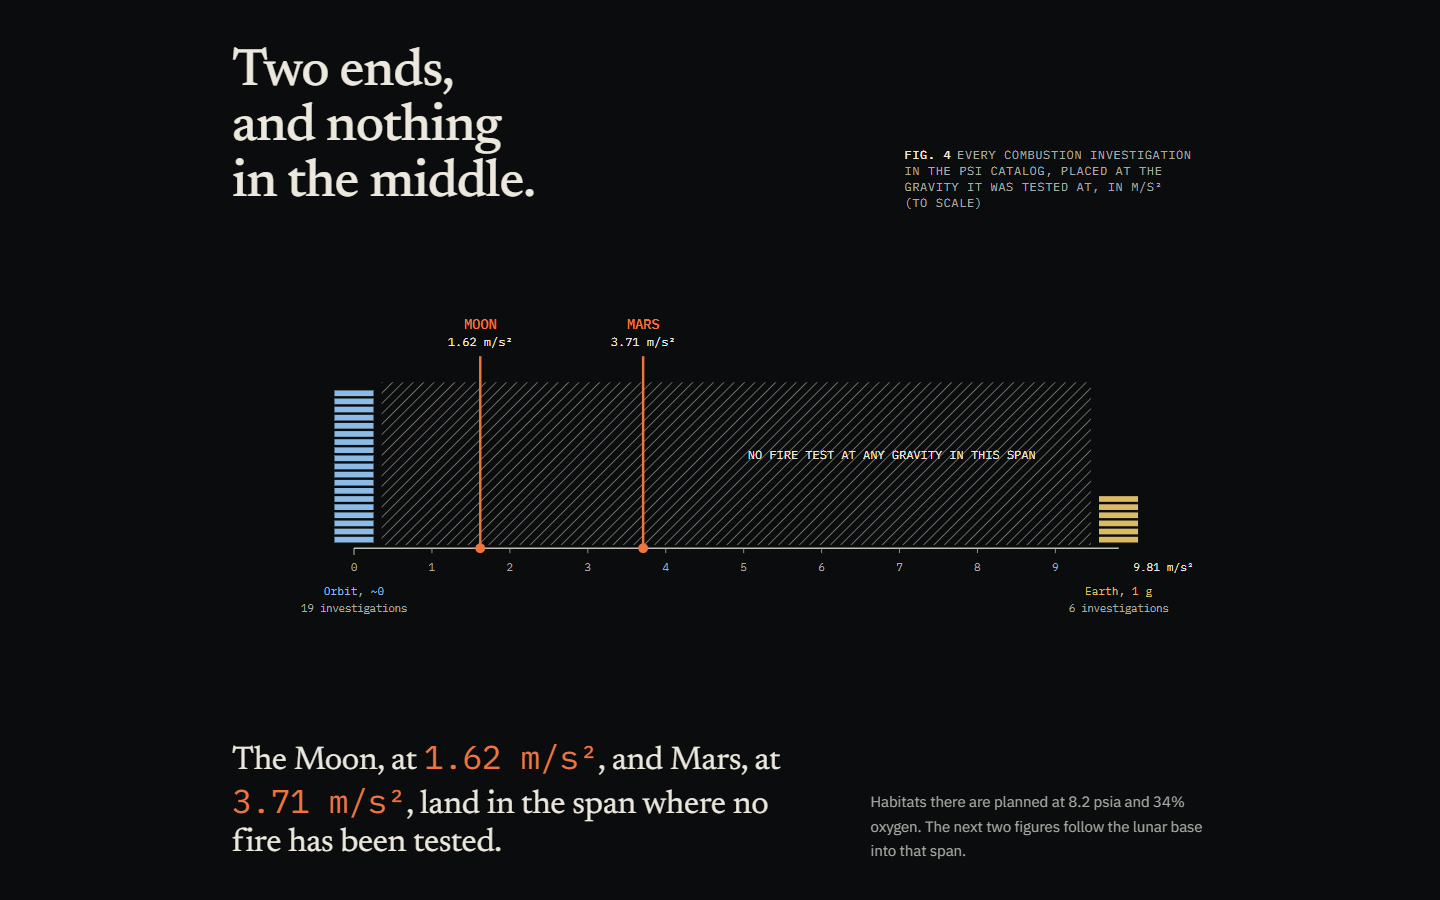 Two ends,
and nothing
in the middle.
FIG. 4 EVERY COMBUSTION INVESTIGATION
IN THE PSI CATALOG, PLACED AT THE
GRAVITY IT WAS TESTED AT, IN M/S²
(TO SCALE)
MOON
1.62 m/s²
MARS
3.71 m/s²
NO FIRE TEST AT ANY GRAVITY IN THIS SPAN
0 1 2 3 4 5 6 7 8 9 9.81 m/s²
Orbit, ~0
19 investigations
Earth, 1 g
6 investigations
The Moon, at 1.62 m/s², and Mars, at
3.71 m/s², land in the span where no
fire has been tested.
Habitats there are planned at 8.2 psia and 34%
oxygen. The next two figures follow the lunar base
into that span.